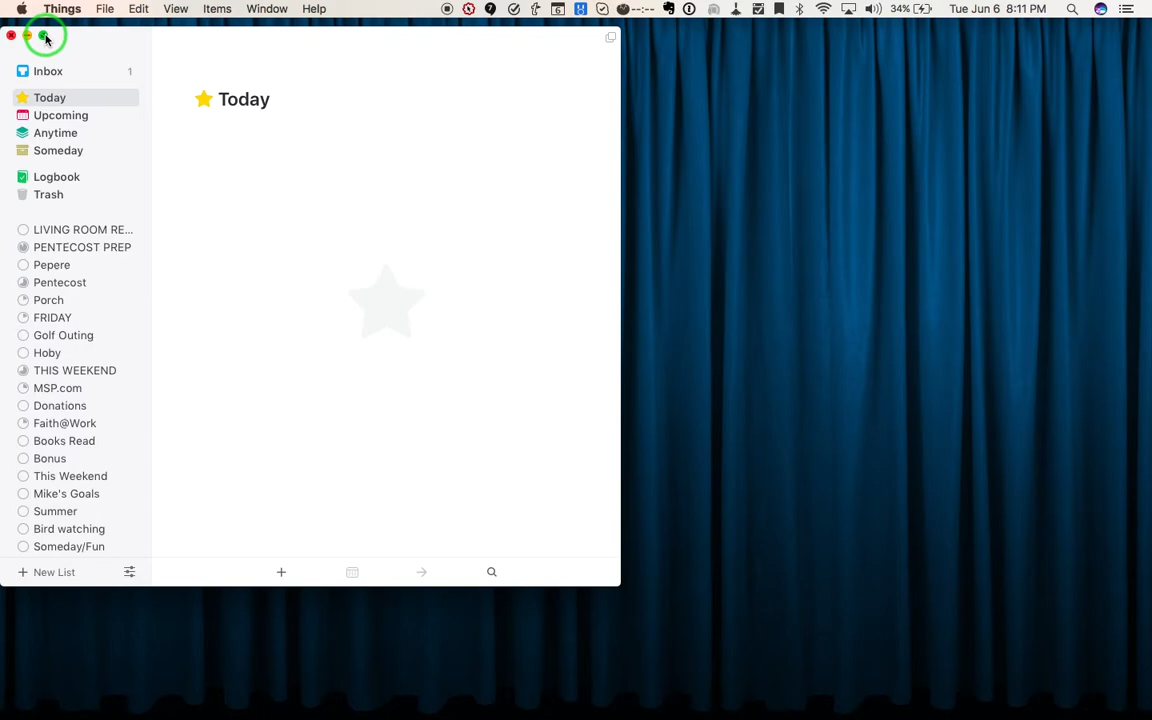 Things File Edit View Items Window Help 34% Tue Jun 6 8:11 PM
Inbox 1
Today
Upcoming
Anytime
Someday
Logbook
Trash
LIVING ROOM RE...
PENTECOST PREP
Pepere
Pentecost
Porch
FRIDAY
Golf Outing
Hoby
THIS WEEKEND
MSP.com
Donations
Faith@Work
Books Read
Bonus
This Weekend
Mike's Goals
Summer
Bird watching
Someday/Fun
+ New List
Today